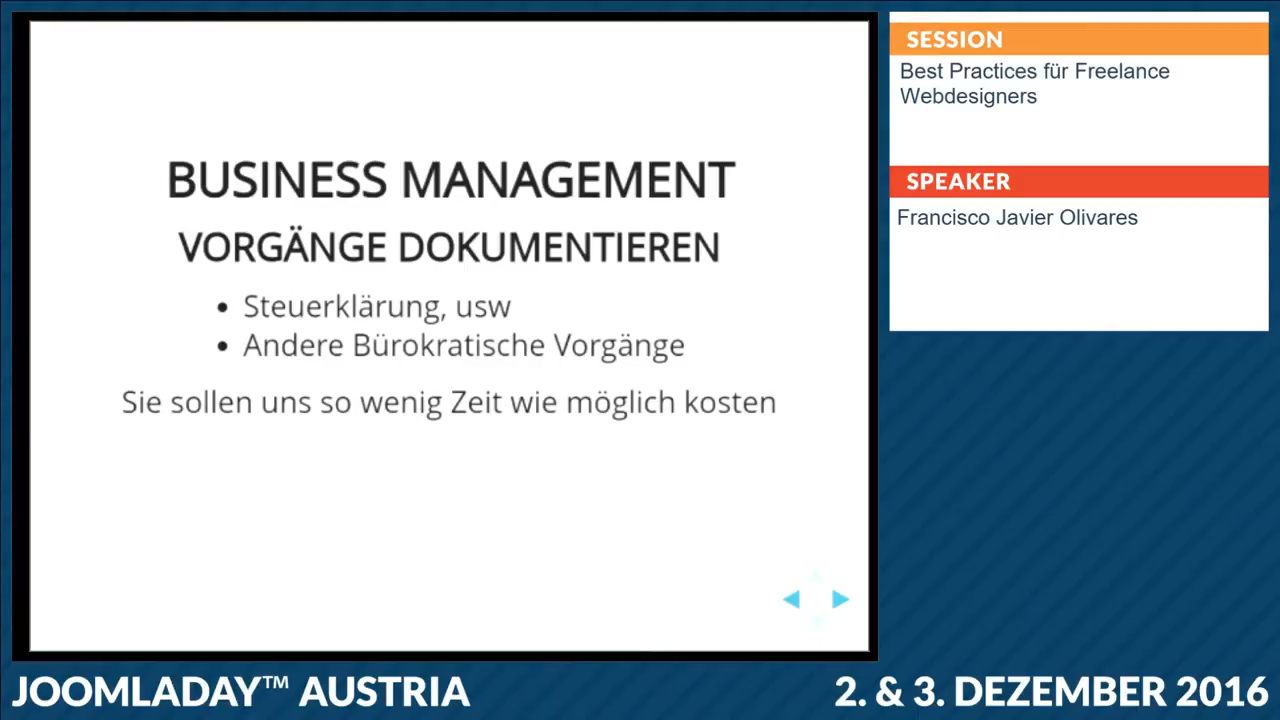 BUSINESS MANAGEMENT
VORGÄNGE DOKUMENTIEREN
• Steuerklärung, usw
• Andere Bürokratische Vorgänge
Sie sollen uns so wenig Zeit wie möglich kosten
SESSION
Best Practices für Freelance
Webdesigners
SPEAKER
Francisco Javier Olivares
JOOMLADAY™ AUSTRIA
2. & 3. DEZEMBER 2016